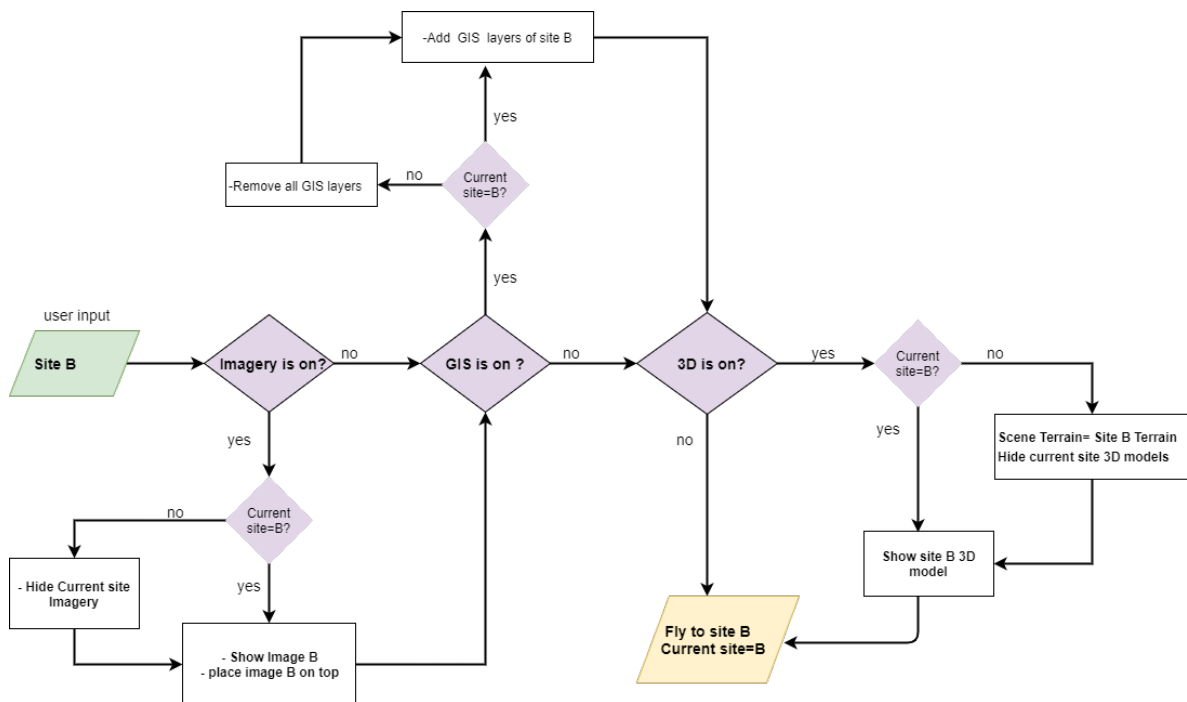 -Add GIS layers of site B
yes
-Remove all GIS layers
no
Current
site=B?
yes
user input
Site B
Imagery is on?
no
GIS is on ?
no
3D is on?
yes
Current
site=B?
no
yes
no
yes
Scene Terrain= Site B Terrain
Hide current site 3D models
no
Current
site=B?
yes
- Hide Current site
Imagery
Show site B 3D
model
- Show Image B
- place image B on top
Fly to site B
Current site=B